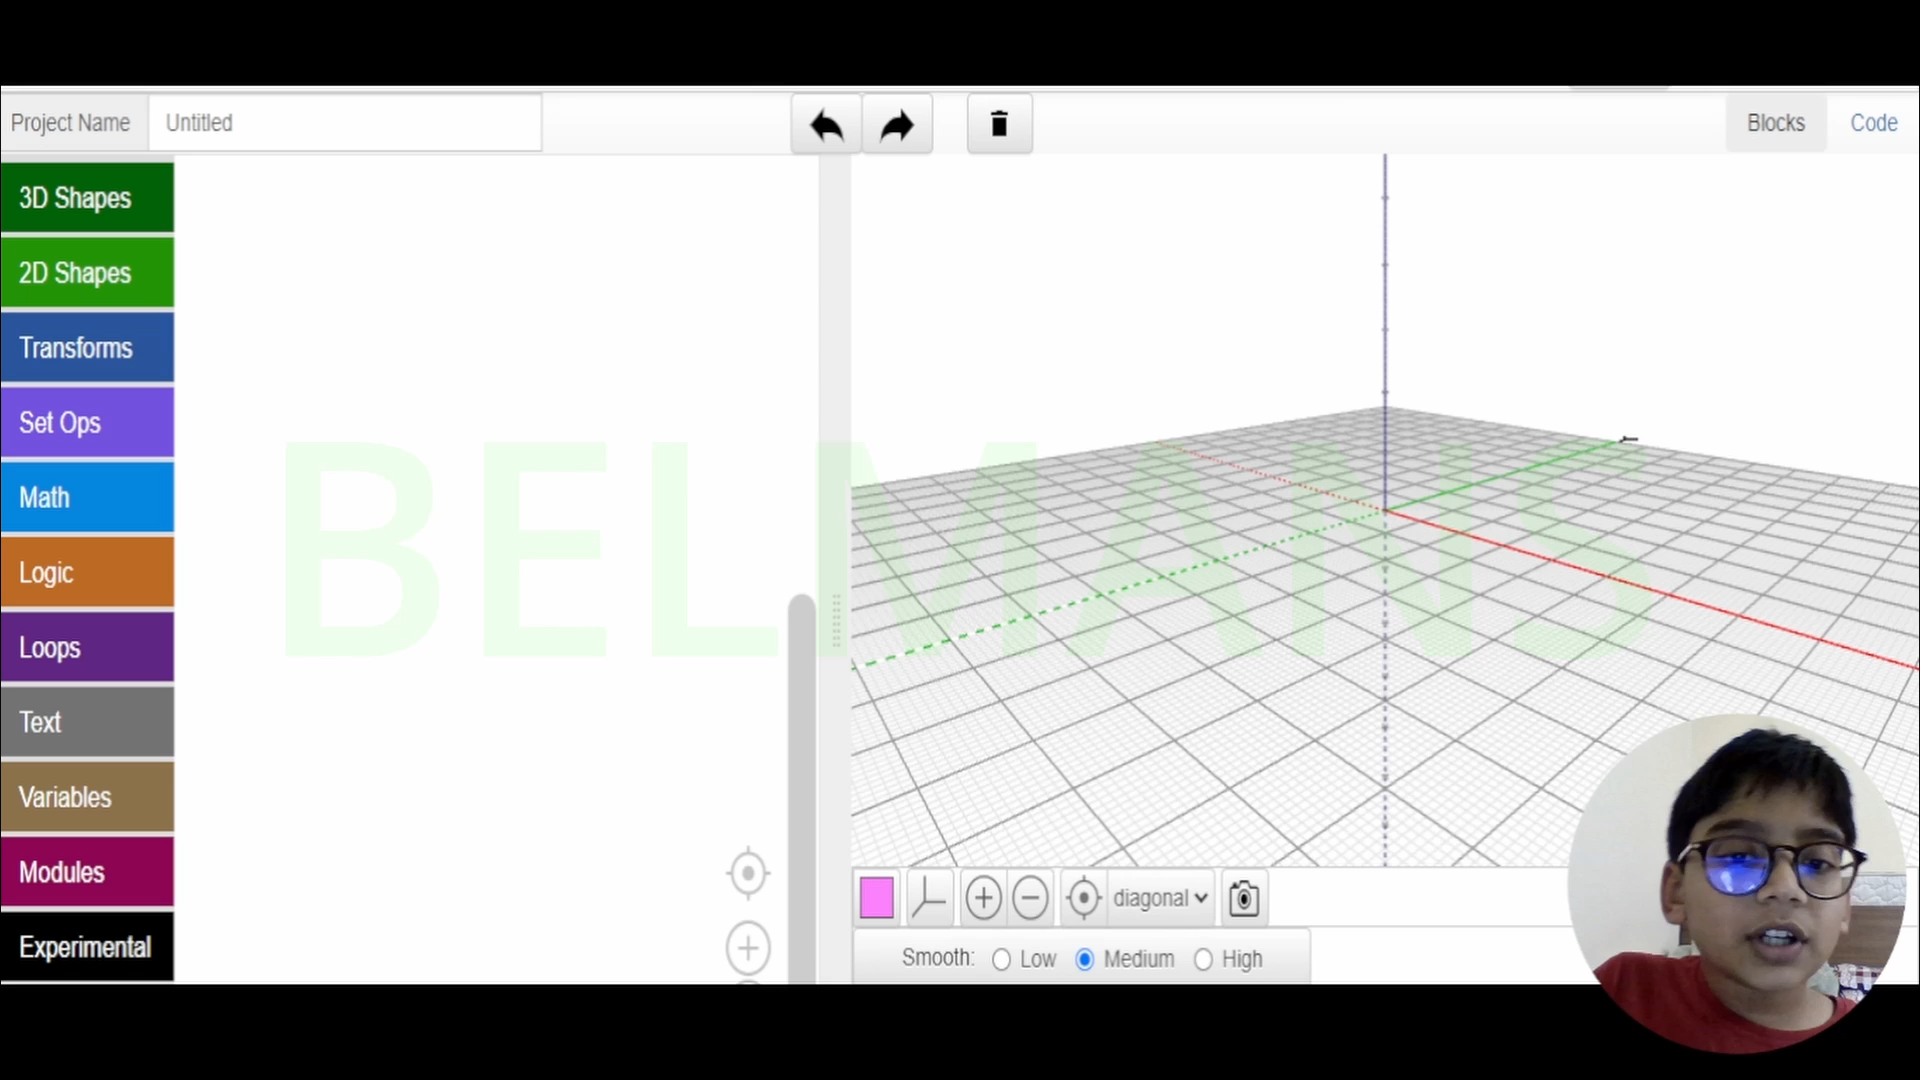 Project Name Untitled Blocks Code
3D Shapes
2D Shapes
Transforms
Set Ops
Math
Logic
Loops
Text
Variables
Modules
Experimental
BELMANS
diagonal
Smooth: Low Medium High